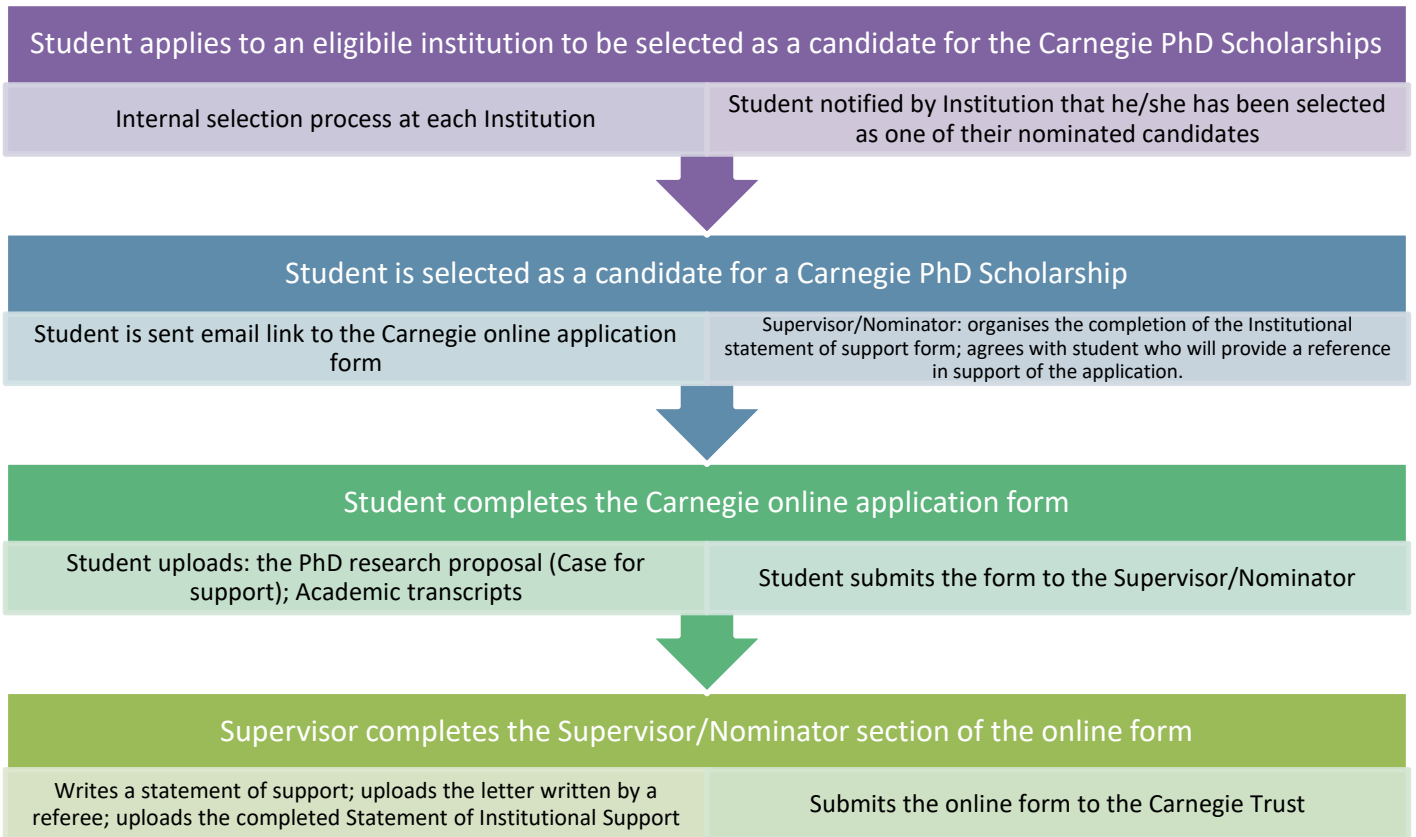 Student applies to an eligibile institution to be selected as a candidate for the Carnegie PhD Scholarships
Internal selection process at each Institution
Student notified by Institution that he/she has been selected
as one of their nominated candidates
Student is selected as a candidate for a Carnegie PhD Scholarship
Student is sent email link to the Carnegie online application
form
Supervisor/Nominator: organises the completion of the Institutional
statement of support form; agrees with student who will provide a reference
in support of the application.
Student completes the Carnegie online application form
Student uploads: the PhD research proposal (Case for
support); Academic transcripts
Student submits the form to the Supervisor/Nominator
Supervisor completes the Supervisor/Nominator section of the online form
Writes a statement of support; uploads the letter written by a
referee; uploads the completed Statement of Institutional Support
Submits the online form to the Carnegie Trust